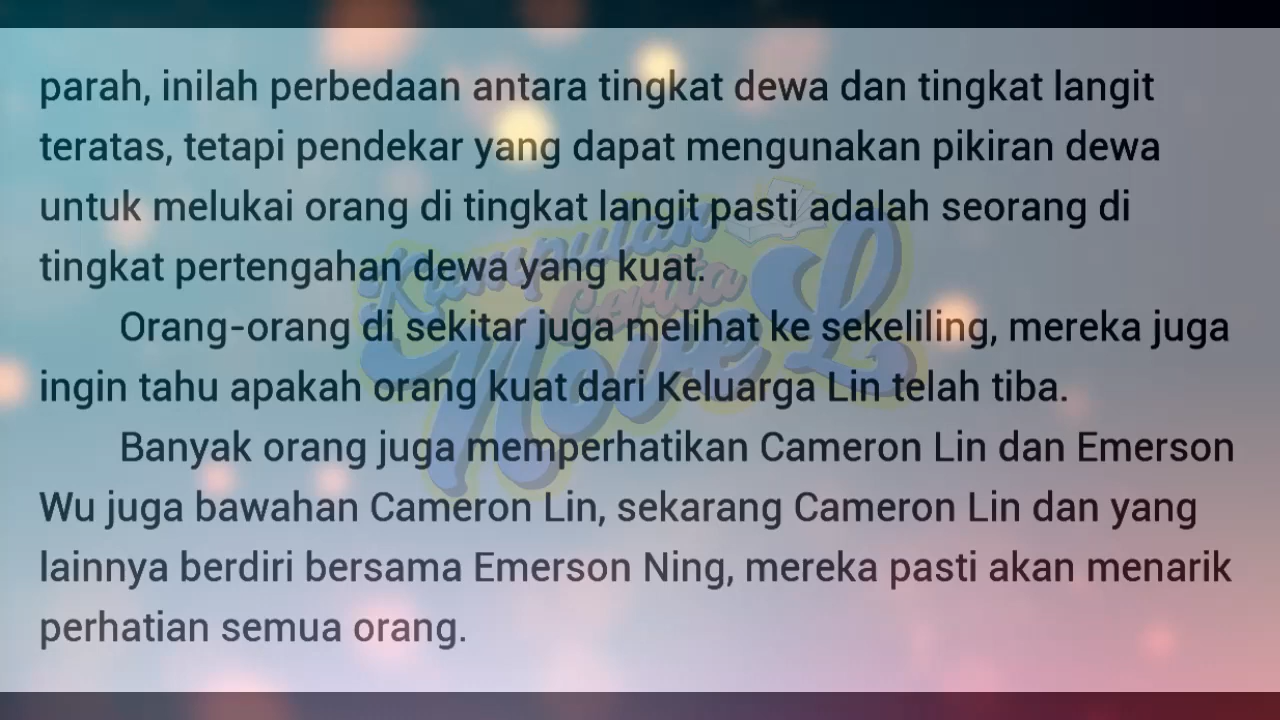 parah, inilah perbedaan antara tingkat dewa dan tingkat langit
teratas, tetapi pendekar yang dapat mengunakan pikiran dewa
untuk melukai orang di tingkat langit pasti adalah seorang di
tingkat pertengahan dewa yang kuat.
Orang-orang di sekitar juga melihat ke sekeliling, mereka juga
ingin tahu apakah orang kuat dari Keluarga Lin telah tiba.
Banyak orang juga memperhatikan Cameron Lin dan Emerson
Wu juga bawahan Cameron Lin, sekarang Cameron Lin dan yang
lainnya berdiri bersama Emerson Ning, mereka pasti akan menarik
perhatian semua orang.
Kumpulan
Cerita
NoveL